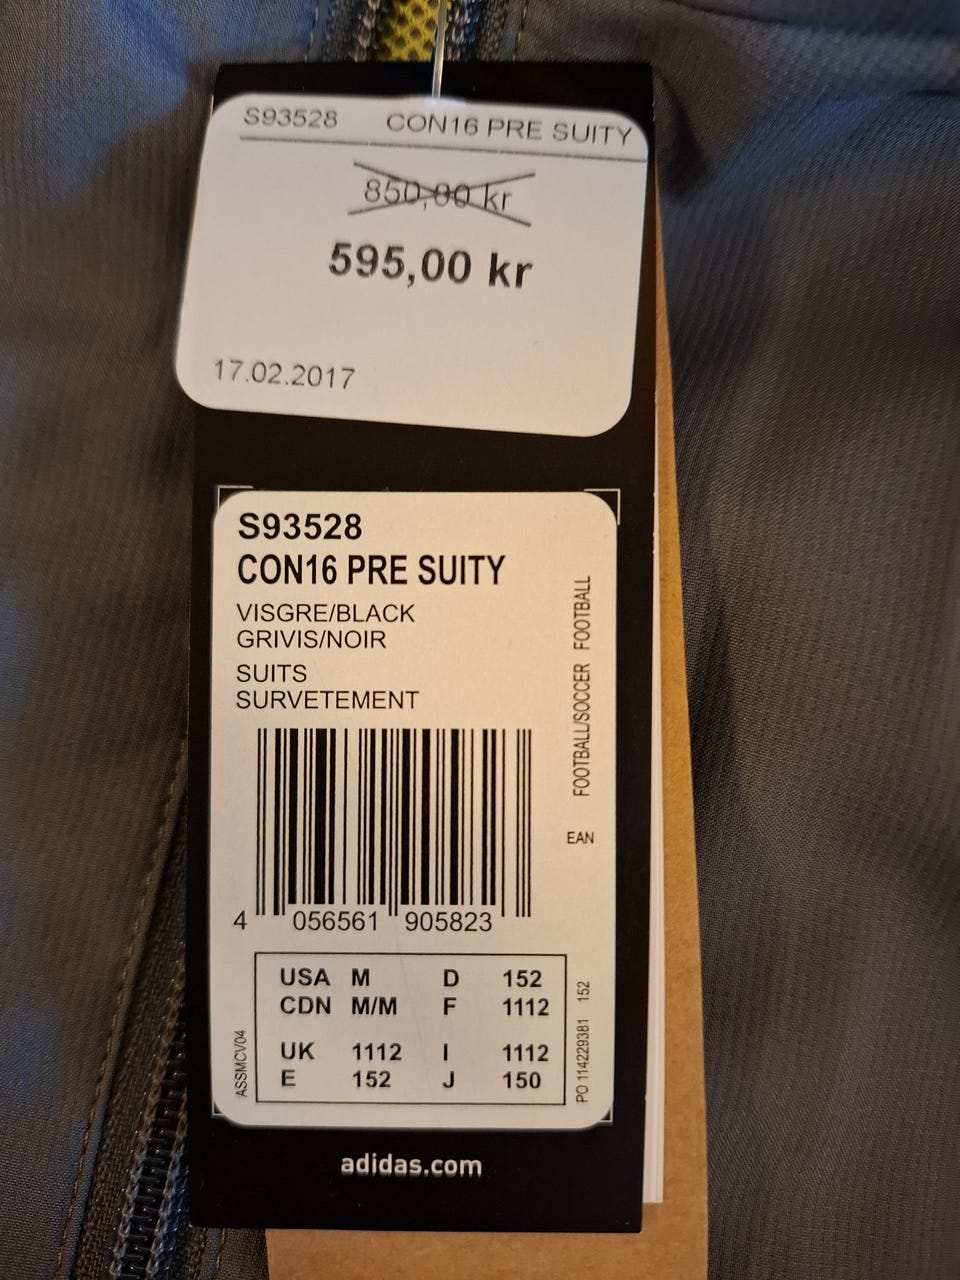 S93528 CON16 PRE SUITY
850,00 kr
595,00 kr
17.02.2017
S93528
CON16 PRE SUITY
VISGRE/BLACK
GRIVIS/NOIR
SUITS
SURVETEMENT
FOOTBALL/SOCCER FOOTBALL
EAN
4 056561 905823
USA M D 152
CDN M/M F 1112
UK 1112 I 1112
E 152 J 150
ASSMCV04
PO 114229381 152
adidas.com